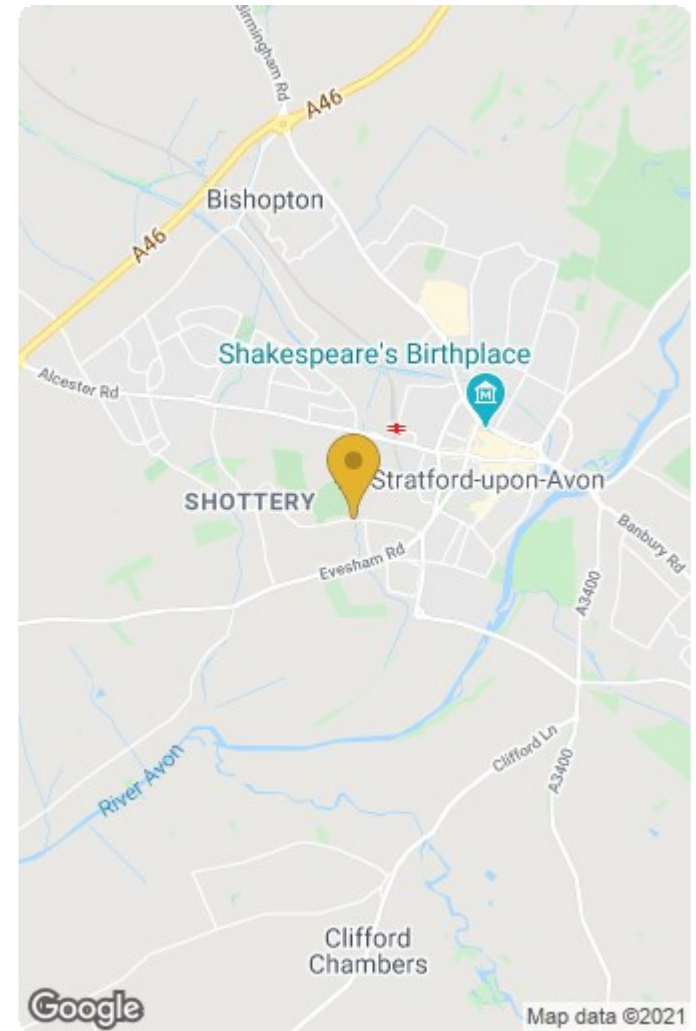 Birmingham Rd
A46
Bishopton
A46
Shakespeare's Birthplace
M
Alcester Rd
Stratford-upon-Avon
SHOTTERY
Banbury Rd
Evesham Rd
A3400
Clifford Ln
River Avon
A3400
Clifford
Chambers
Google
Map data ©2021